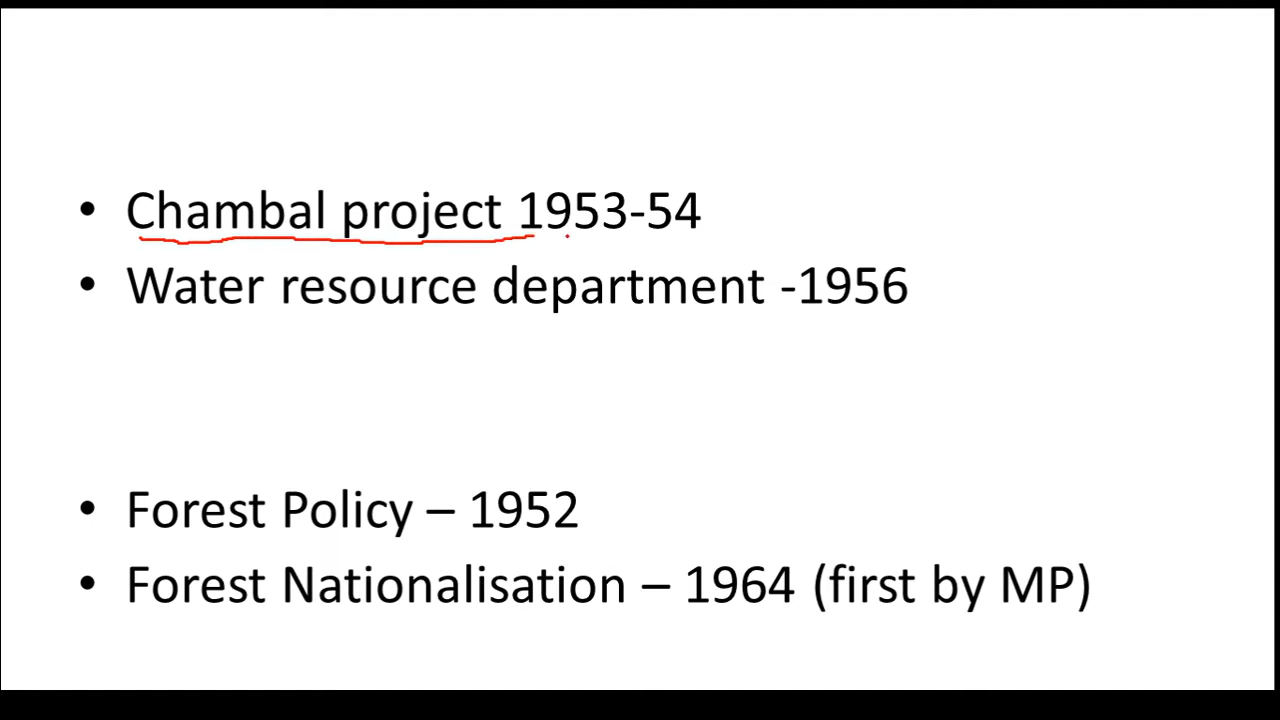 • Chambal project 1953-54
• Water resource department -1956
• Forest Policy – 1952
• Forest Nationalisation – 1964 (first by MP)